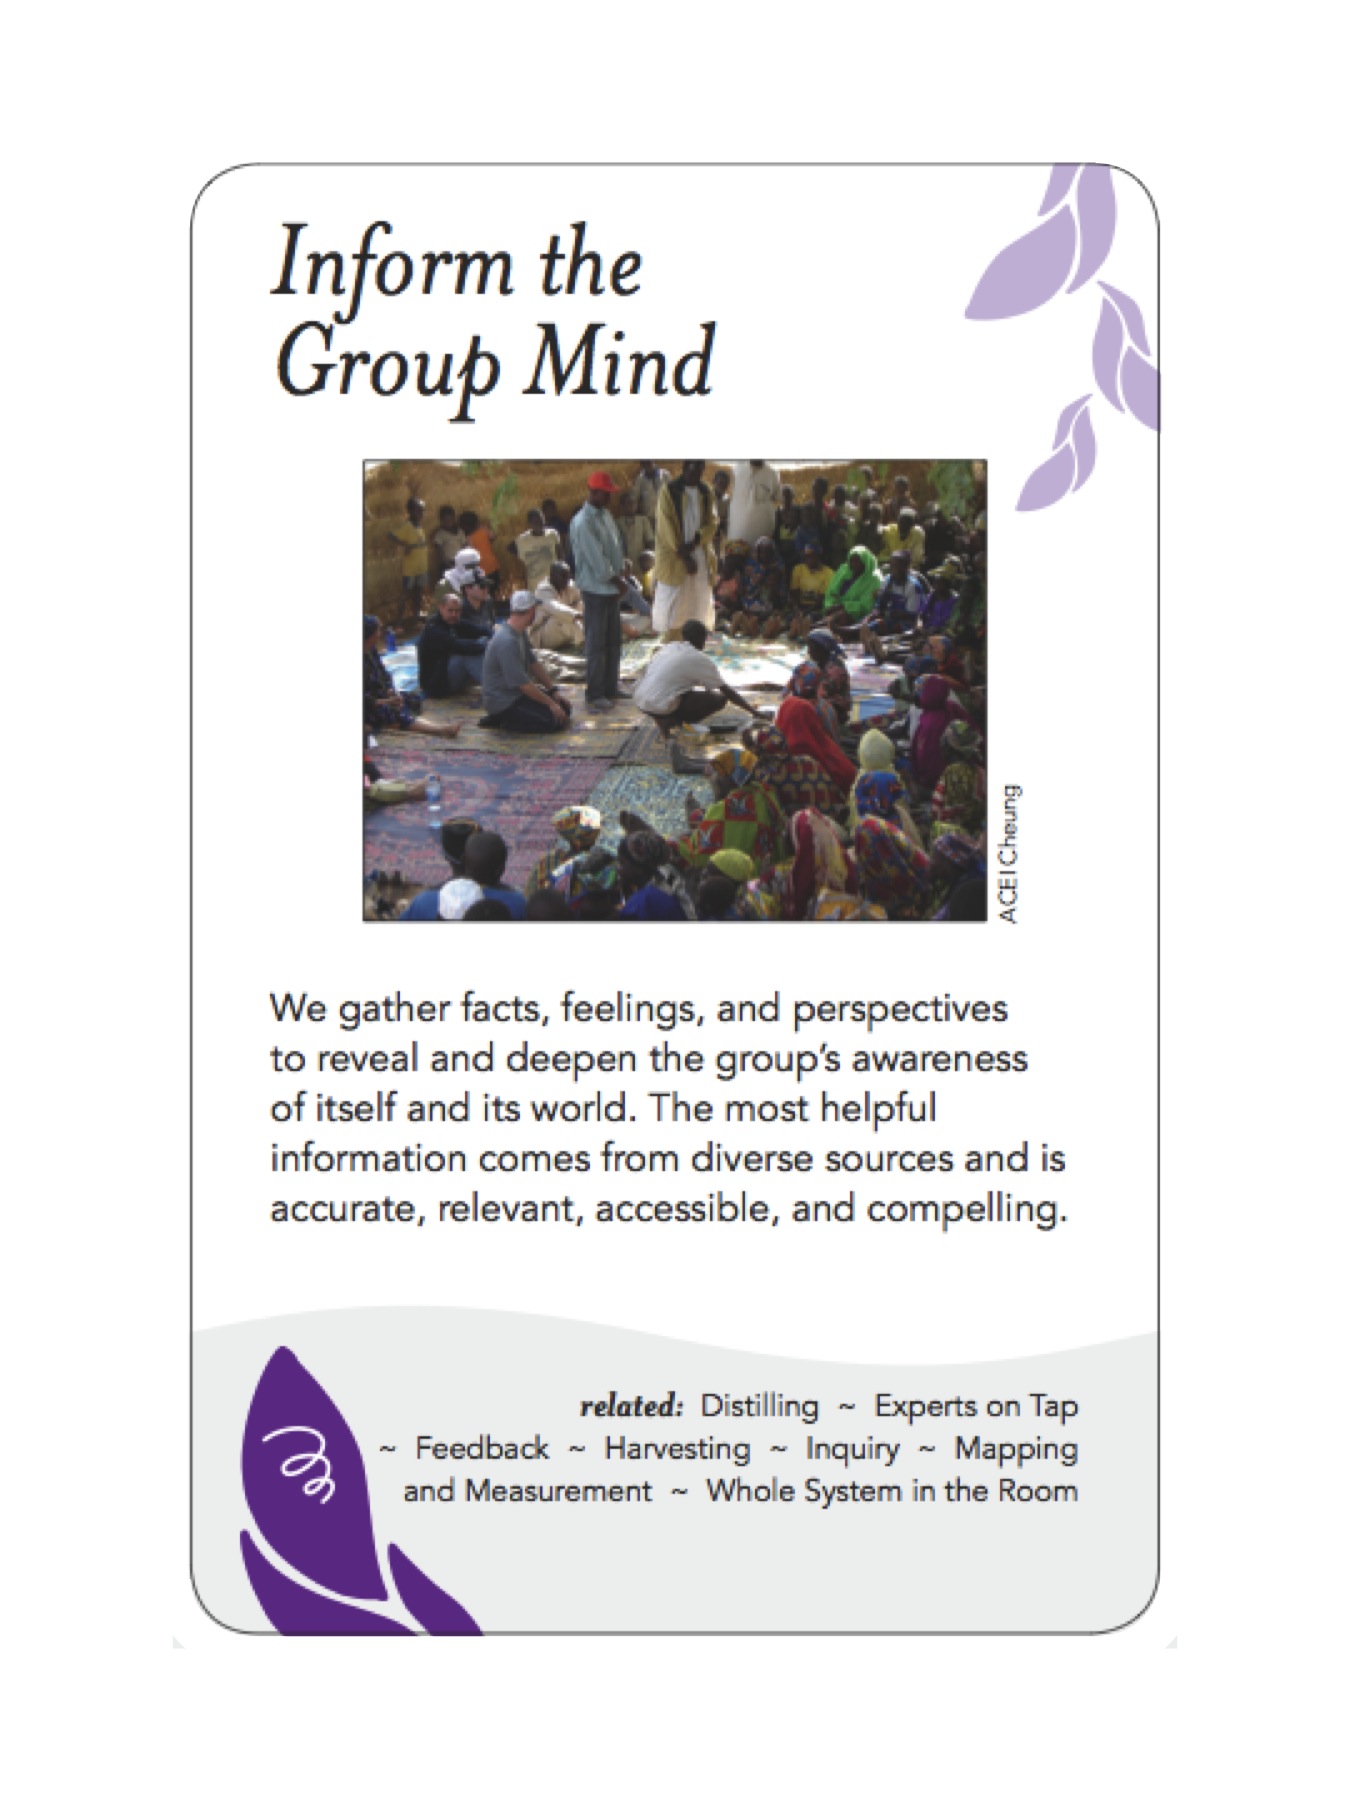 Inform the
Group Mind
ACEI Cheung
We gather facts, feelings, and perspectives
to reveal and deepen the group’s awareness
of itself and its world. The most helpful
information comes from diverse sources and is
accurate, relevant, accessible, and compelling.
related: Distilling ~ Experts on Tap
~ Feedback ~ Harvesting ~ Inquiry ~ Mapping
and Measurement ~ Whole System in the Room